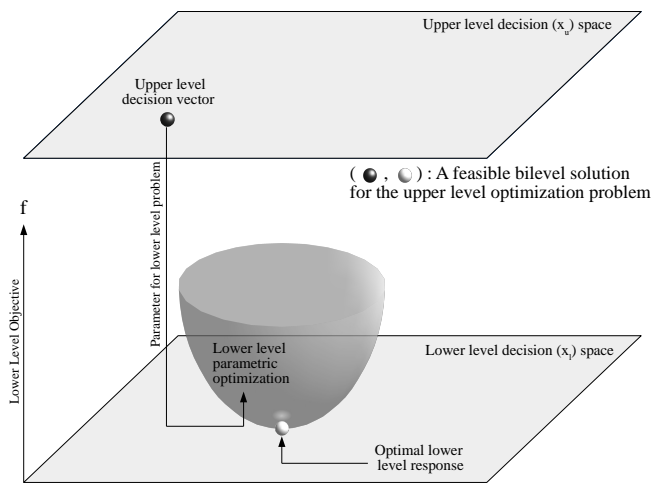 Upper level decision (x_u) space
Upper level
decision vector
Parameter for lower level problem
( , ) : A feasible bilevel solution
for the upper level optimization problem
f
Lower Level Objective
Lower level
parametric
optimization
Lower level decision (x_l) space
Optimal lower
level response